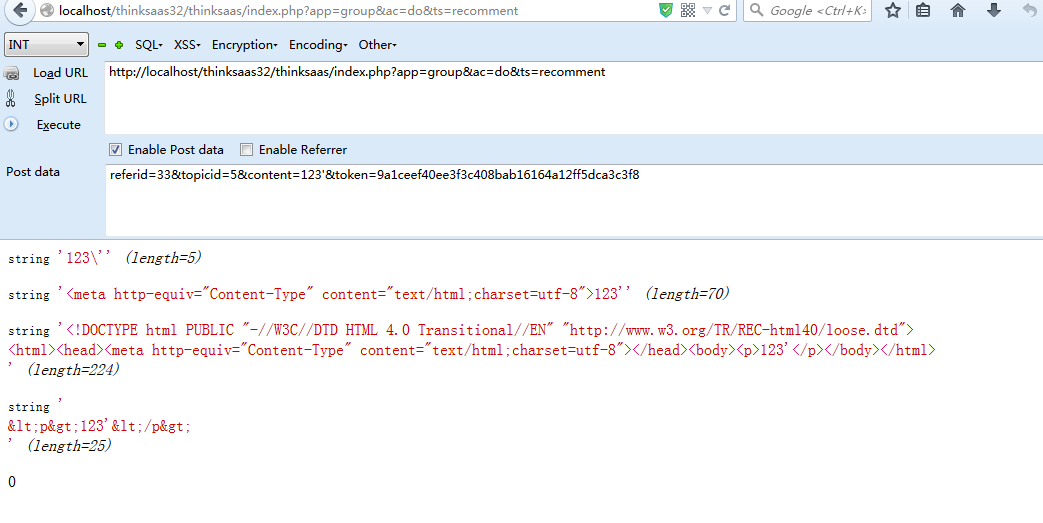 localhost/thinksaas32/thinksaas/index.php?app=group&ac=do&ts=recomment
Google <Ctrl+K>
INT
SQL- XSS- Encryption- Encoding- Other-
Load URL
http://localhost/thinksaas32/thinksaas/index.php?app=group&ac=do&ts=recomment
Split URL
Execute
Enable Post data Enable Referrer
Post data
referid=33&topicid=5&content=123'&token=9a1ceef40ee3f3c408bab16164a12ff5dca3c3f8
string '123\'' (length=5)
string '<meta http-equiv="Content-Type" content="text/html;charset=utf-8">123'' (length=70)
string '<!DOCTYPE html PUBLIC "-//W3C//DTD HTML 4.0 Transitional//EN" "http://www.w3.org/TR/REC-html40/loose.dtd">
<html><head><meta http-equiv="Content-Type" content="text/html;charset=utf-8"></head><body><p>123'</p></body></html>
' (length=224)
string '
&lt;p&gt;123'&lt;/p&gt;
' (length=25)
0